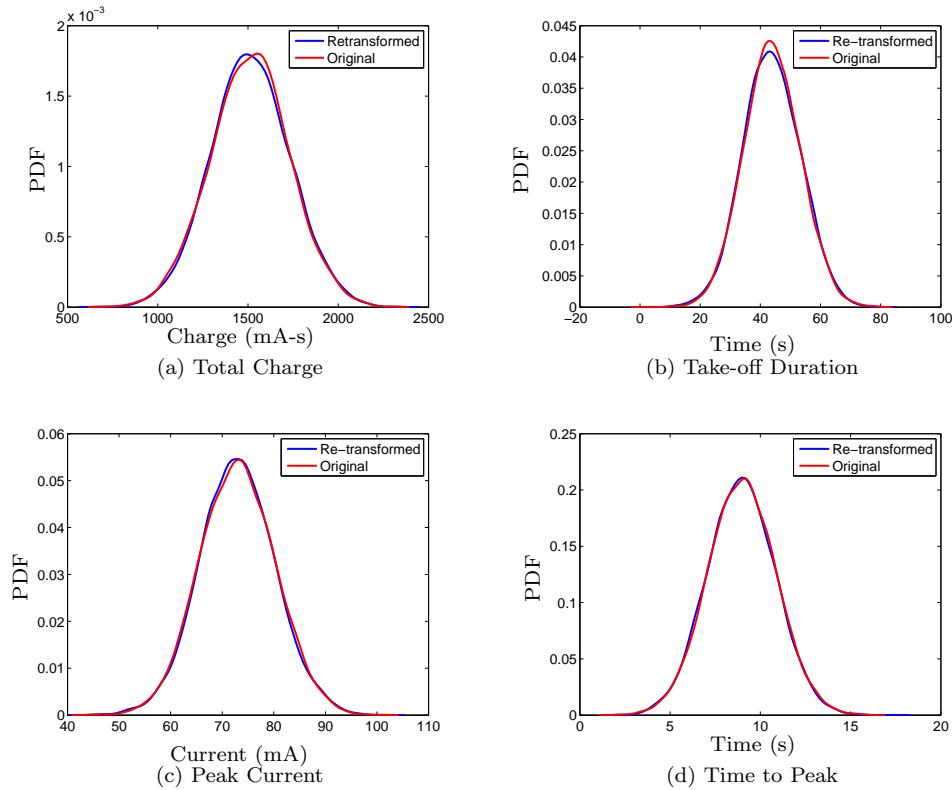 x 10⁻³
2
1.5
1
0.5
0
500 1000 1500 2000 2500
PDF
Charge (mA-s)
Retransformed
Original
(a) Total Charge
0.045
0.04
0.035
0.03
0.025
0.02
0.015
0.01
0.005
0
−20 0 20 40 60 80 100
PDF
Time (s)
Re-transformed
Original
(b) Take-off Duration
0.06
0.05
0.04
0.03
0.02
0.01
0
40 50 60 70 80 90 100 110
PDF
Current (mA)
Re-transformed
Original
(c) Peak Current
0.25
0.2
0.15
0.1
0.05
0
0 5 10 15 20
PDF
Time (s)
Re-transformed
Original
(d) Time to Peak